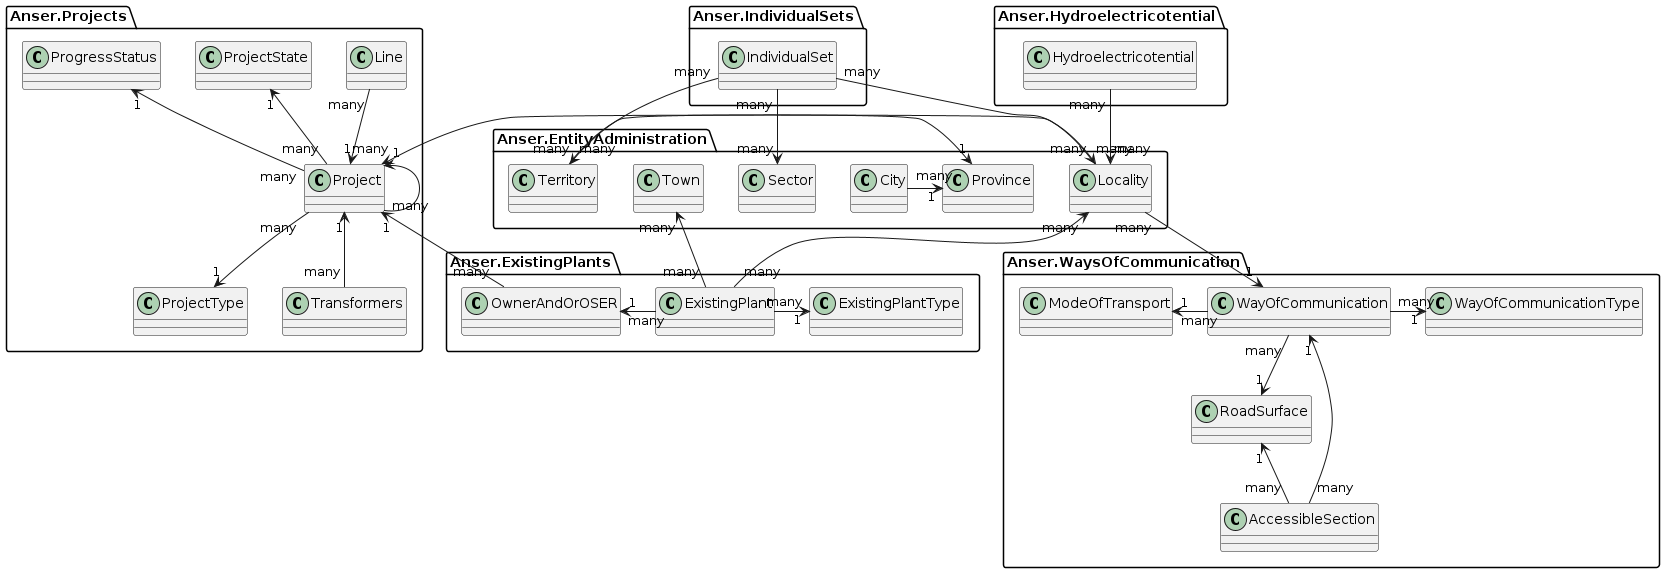 Anser.Projects
Anser.IndividualSets
Anser.Hydroelectricotential
C ProgressStatus
C ProjectState
C Line
C IndividualSet
C Hydroelectricotential
many
many
1
1
many
many
many
Anser.EntityAdministration
many
1
many
1
many
many
many
many
1
many
many
many
many
C Project
C Territory
C Town
C Sector
C City
many
C Province
C Locality
1
many
many
1
1
many
many
many
many
Anser.ExistingPlants
Anser.WaysOfCommunication
1
many
many
many
many
1
C ProjectType
C Transformers
C OwnerAndOrOSER
1
many
C ExistingPlant
many
1
C ExistingPlantType
C ModeOfTransport
1
many
C WayOfCommunication
many
1
C WayOfCommunicationType
many
1
1
C RoadSurface
1
many
many
C AccessibleSection